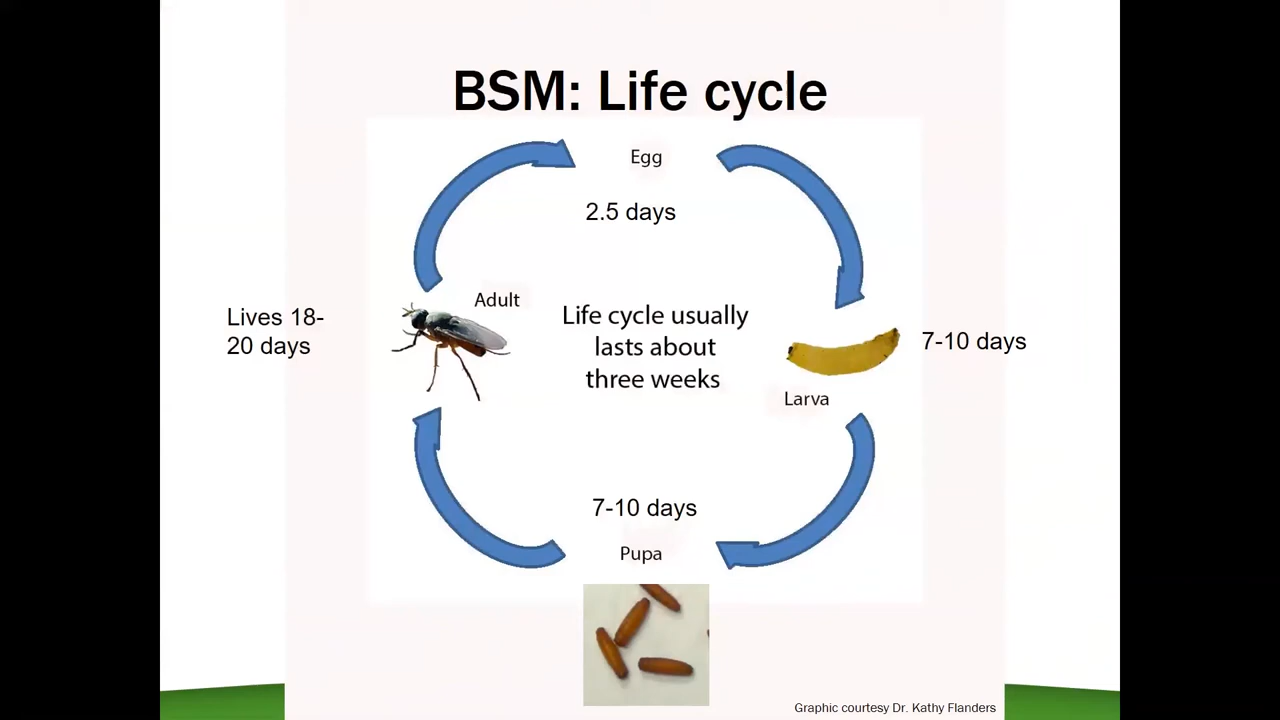 BSM: Life cycle
Egg
2.5 days
Adult
Lives 18-
20 days
Life cycle usually
lasts about
three weeks
7-10 days
Larva
7-10 days
Pupa
Graphic courtesy Dr. Kathy Flanders